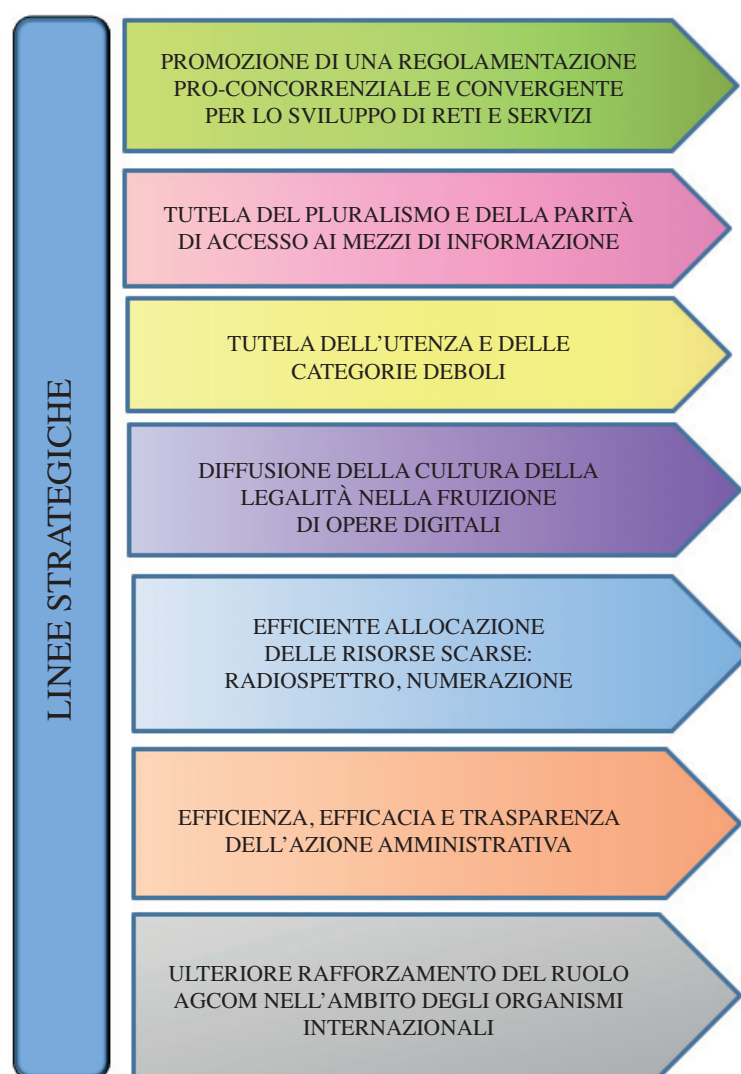 LINEE STRATEGICHE
PROMOZIONE DI UNA REGOLAMENTAZIONE
PRO-CONCORRENZIALE E CONVERGENTE
PER LO SVILUPPO DI RETI E SERVIZI
TUTELA DEL PLURALISMO E DELLA PARITÀ
DI ACCESSO AI MEZZI DI INFORMAZIONE
TUTELA DELL’UTENZA E DELLE
CATEGORIE DEBOLI
DIFFUSIONE DELLA CULTURA DELLA
LEGALITÀ NELLA FRUIZIONE
DI OPERE DIGITALI
EFFICIENTE ALLOCAZIONE
DELLE RISORSE SCARSE:
RADIOSPETTRO, NUMERAZIONE
EFFICIENZA, EFFICACIA E TRASPARENZA
DELL’AZIONE AMMINISTRATIVA
ULTERIORE RAFFORZAMENTO DEL RUOLO
AGCOM NELL’AMBITO DEGLI ORGANISMI
INTERNAZIONALI